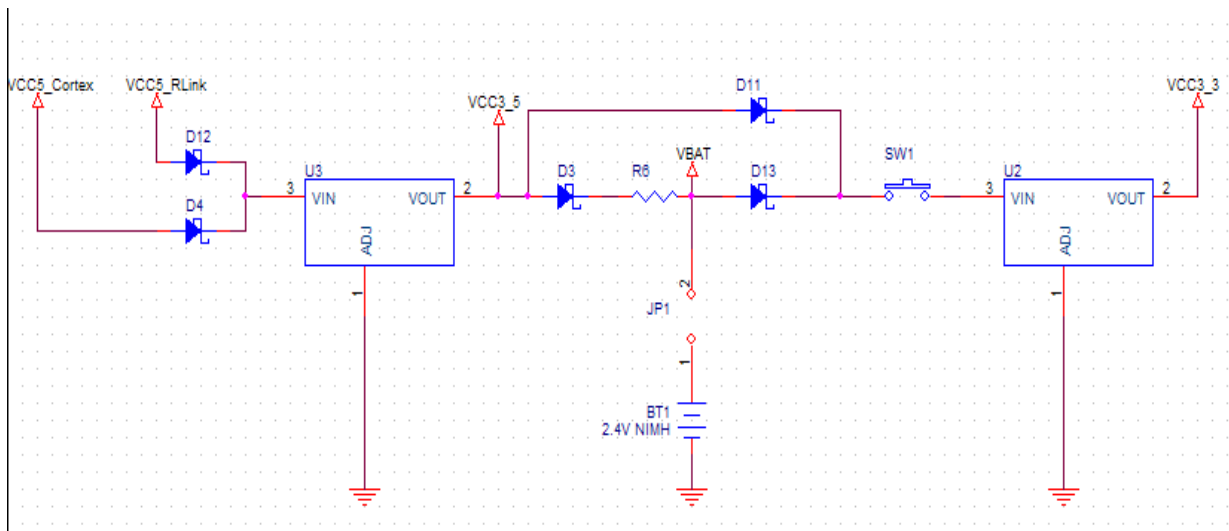 VCC5_Cortex
VCC5_RLink
D12
D4
U3
3
VIN
VOUT
2
ADJ
1
VCC3_5
D11
D3
R6
VBAT
D13
SW1
2
JP1
1
BT1
2.4V NIMH
U2
3
VIN
VOUT
2
ADJ
1
VCC3_3